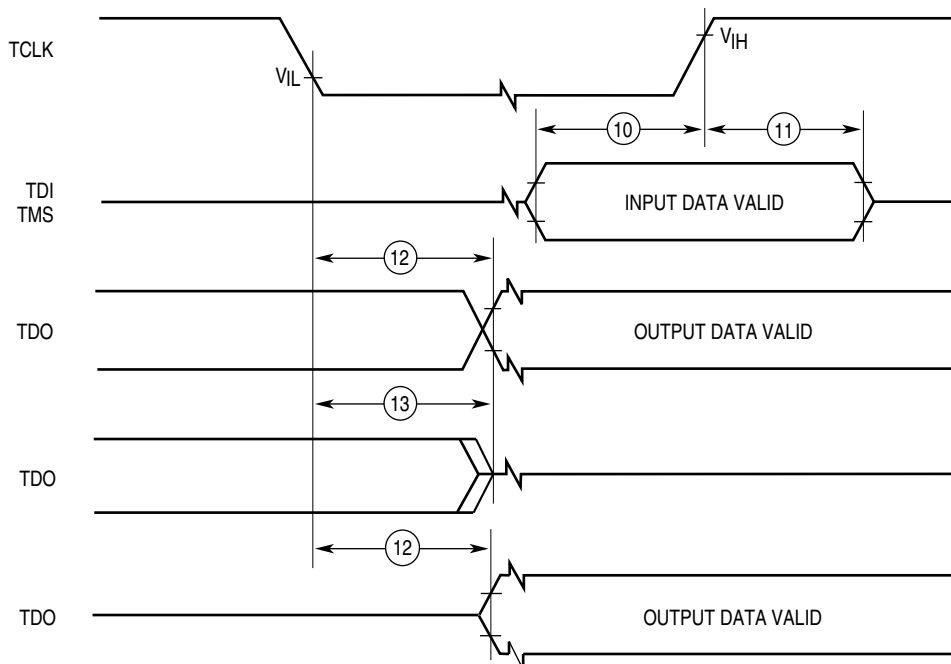 TCLK
VIL
VIH
10
11
TDI
TMS
INPUT DATA VALID
12
TDO
OUTPUT DATA VALID
13
TDO
12
TDO
OUTPUT DATA VALID